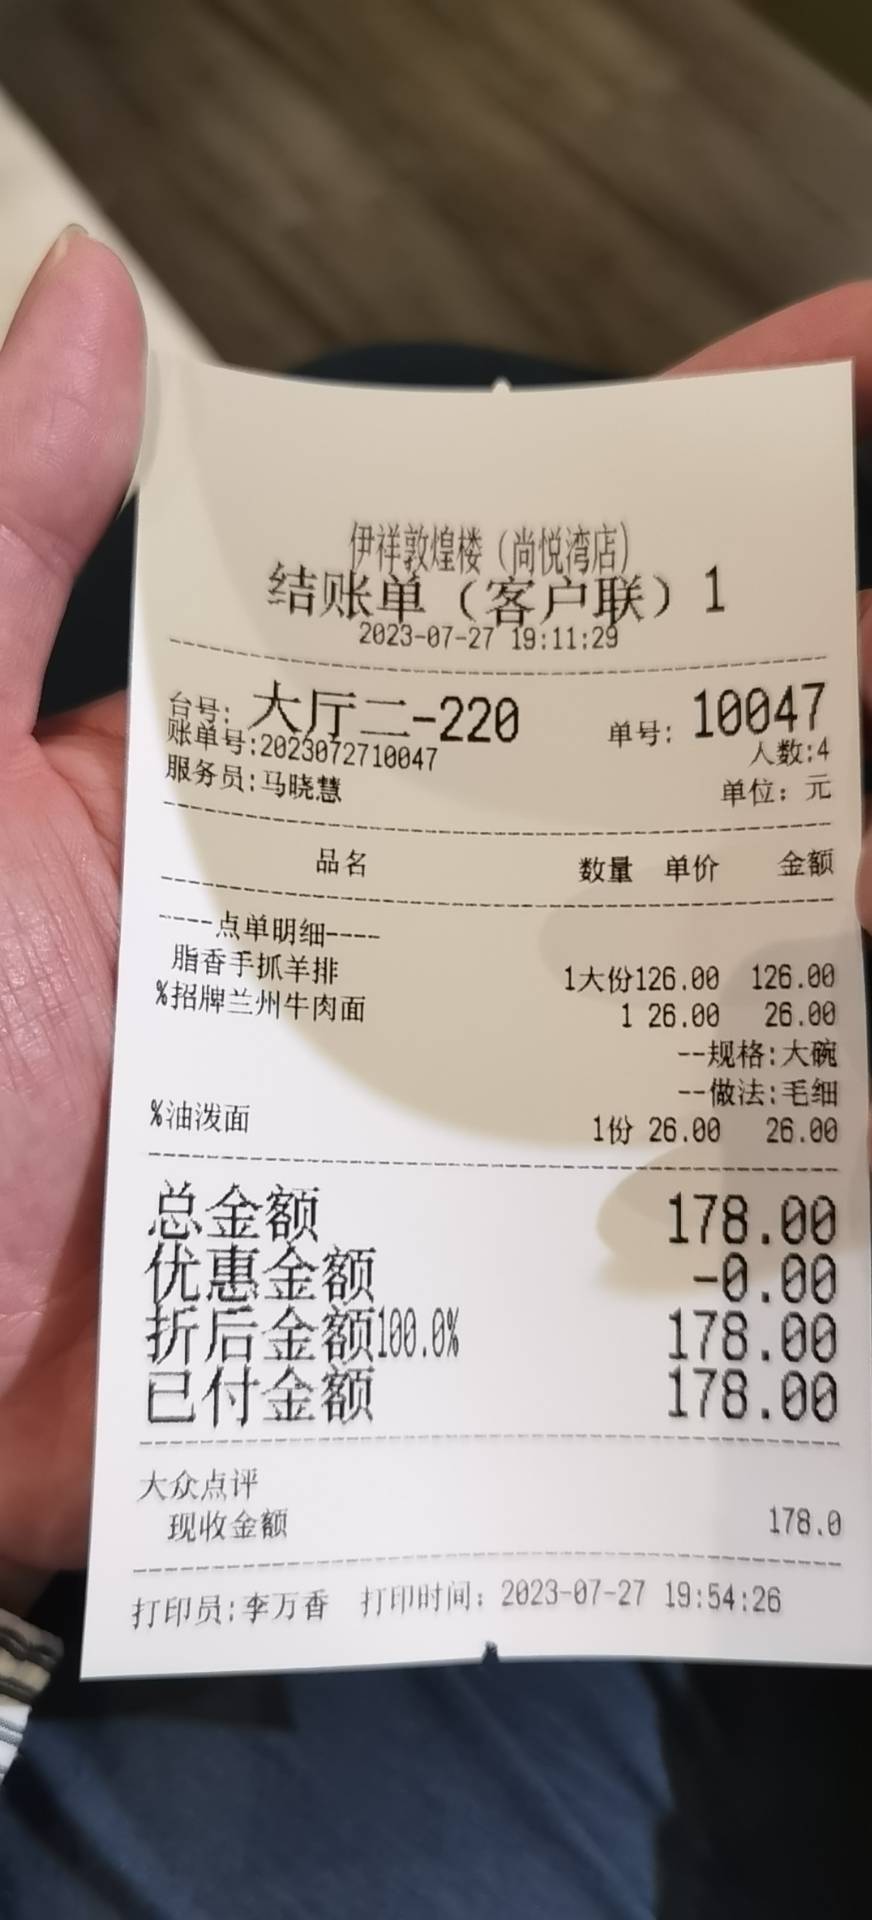 伊祥敦煌楼（尚悦湾店）
结账单（客户联）1
2023-07-27 19:11:29
台号: 大厅二-220 单号: 10047
账单号:2023072710047 人数:4
服务员:马晓慧 单位: 元
品名 数量 单价 金额
----点单明细----
脂香手抓羊排 1大份126.00 126.00
%招牌兰州牛肉面 1 26.00 26.00
--规格:大碗
--做法:毛细
%油泼面 1份 26.00 26.00
总金额 178.00
优惠金额 -0.00
折后金额100.0% 178.00
已付金额 178.00
大众点评
现收金额 178.0
打印员:李万香 打印时间: 2023-07-27 19:54:26